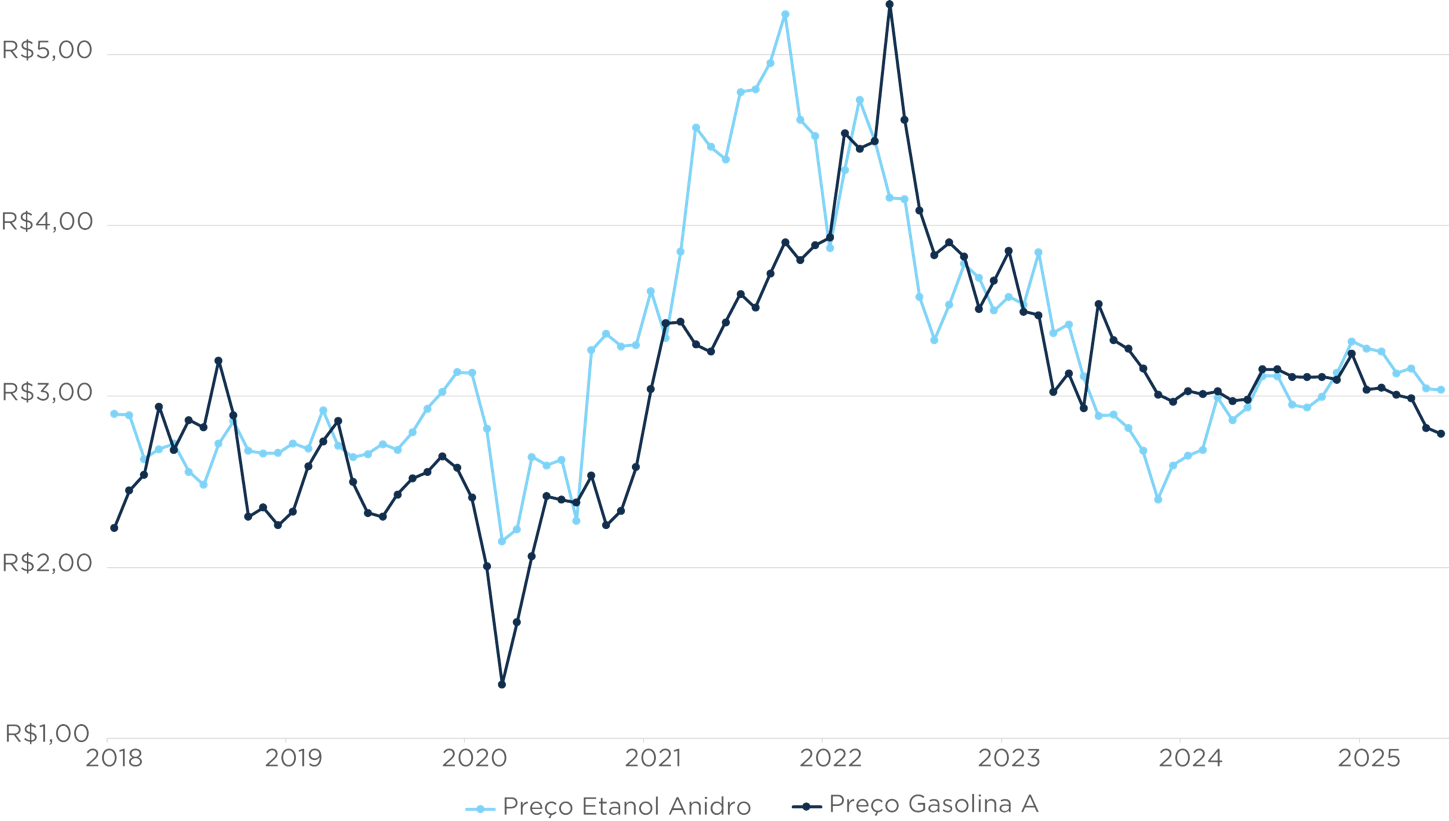 R$5,00
R$4,00
R$3,00
R$2,00
R$1,00
2018 2019 2020 2021 2022 2023 2024 2025
Preço Etanol Anidro Preço Gasolina A